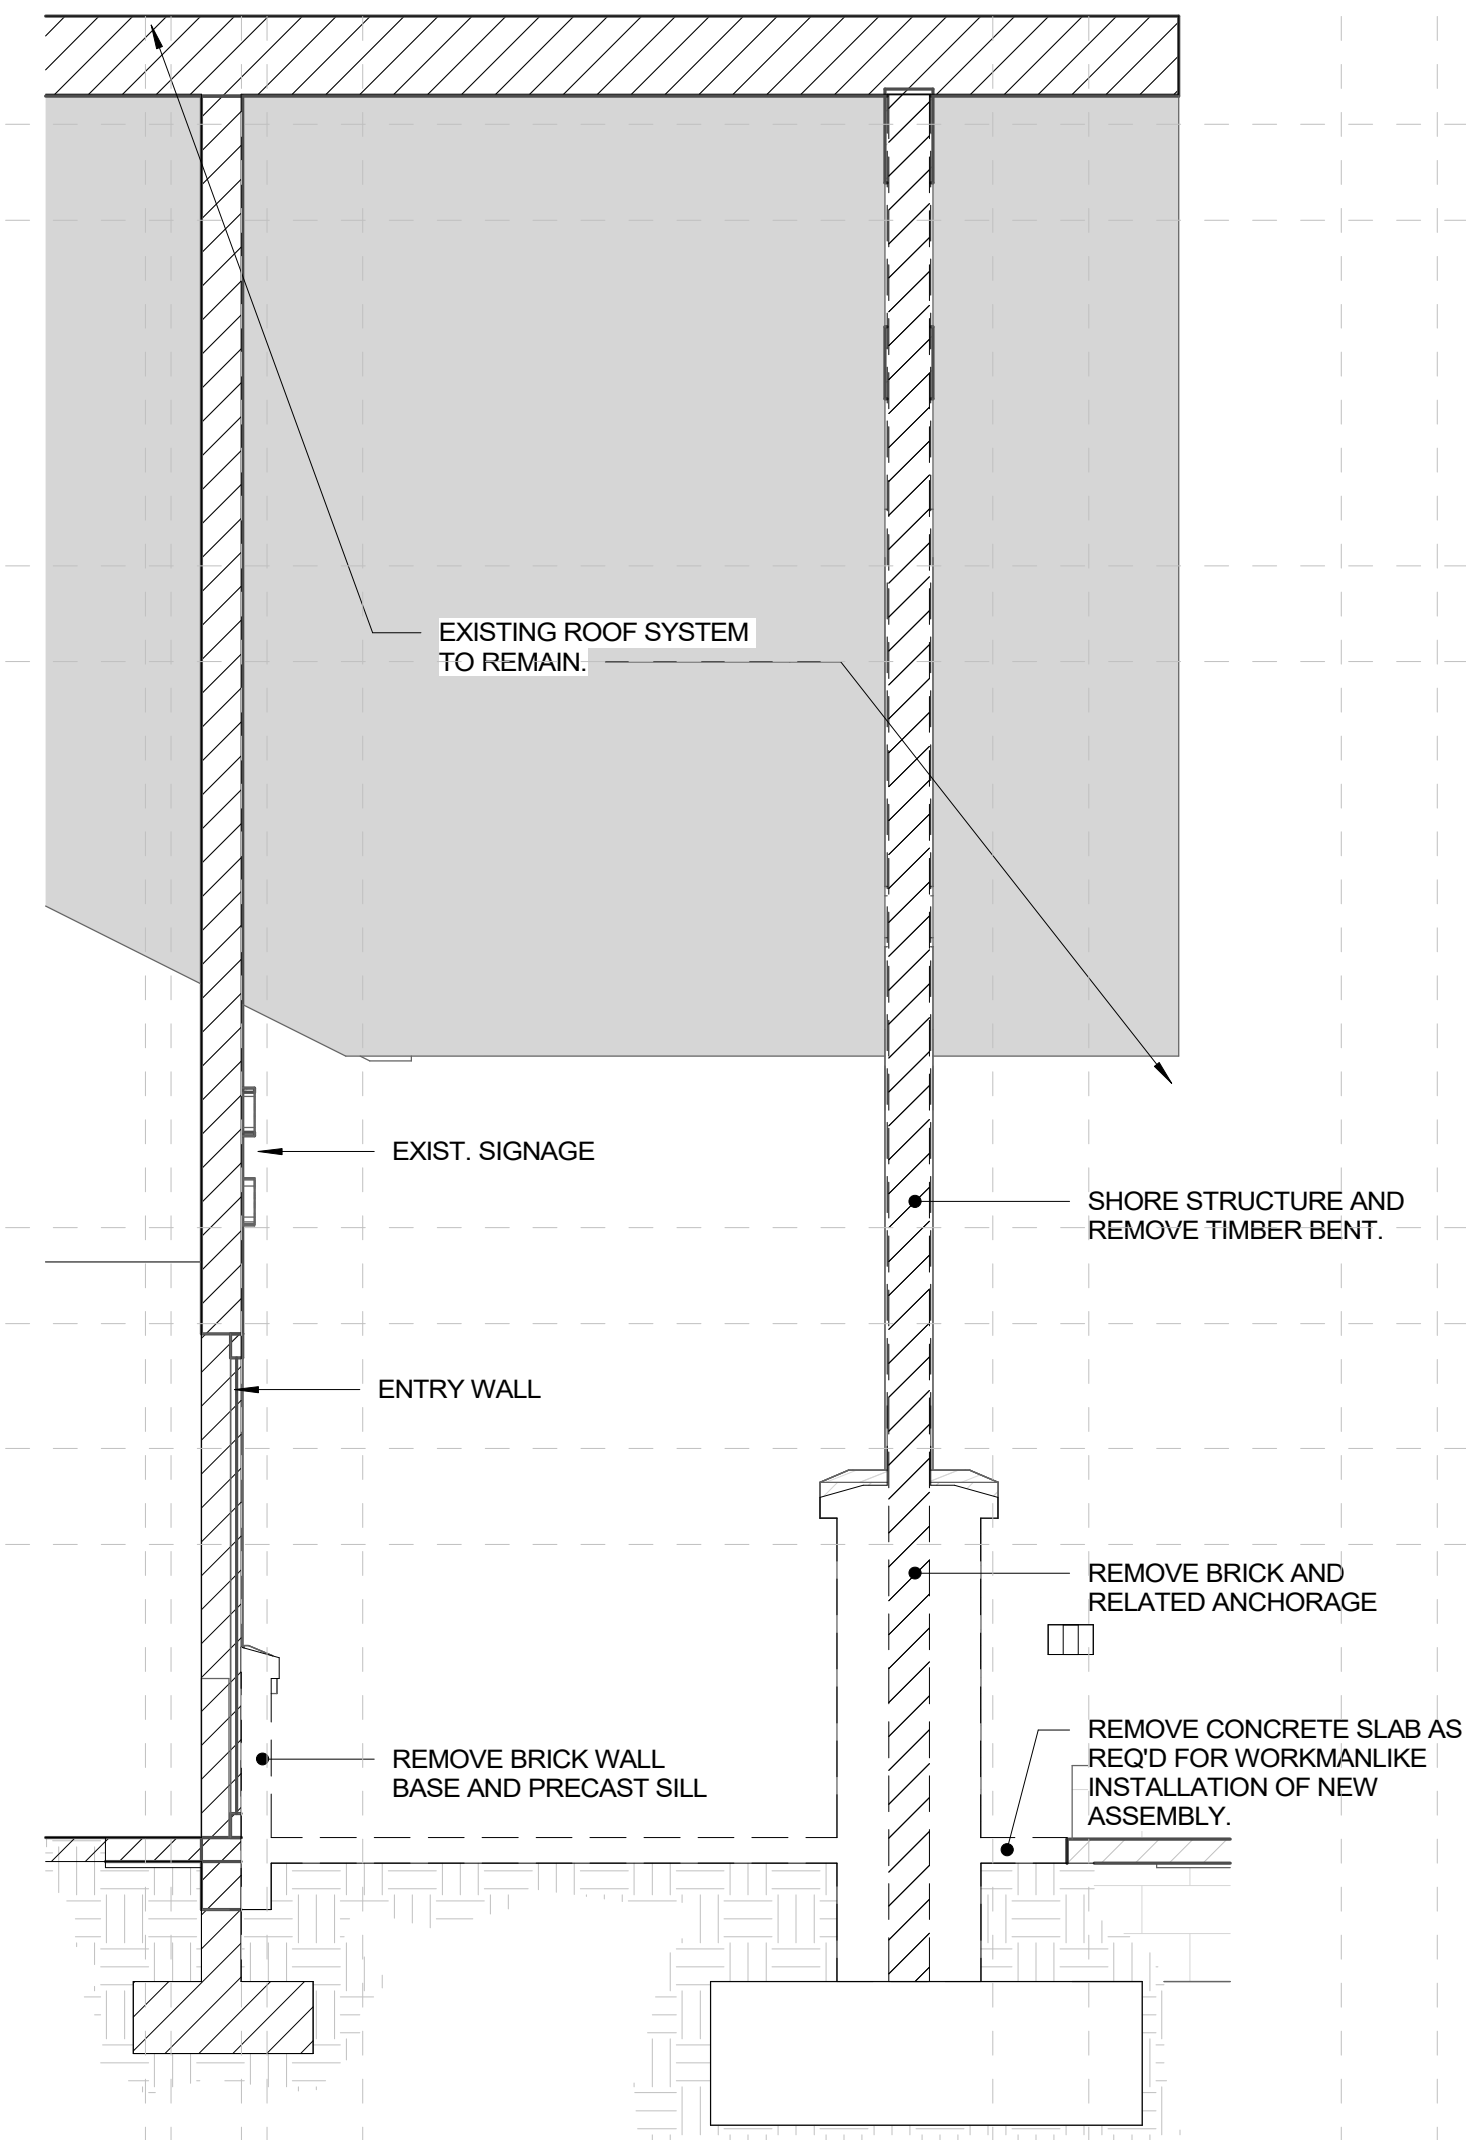 EXISTING ROOF SYSTEM
TO REMAIN.
EXIST. SIGNAGE
SHORE STRUCTURE AND
REMOVE TIMBER BENT.
ENTRY WALL
REMOVE BRICK AND
RELATED ANCHORAGE
REMOVE CONCRETE SLAB AS
REQ'D FOR WORKMANLIKE
INSTALLATION OF NEW
ASSEMBLY.
REMOVE BRICK WALL
BASE AND PRECAST SILL